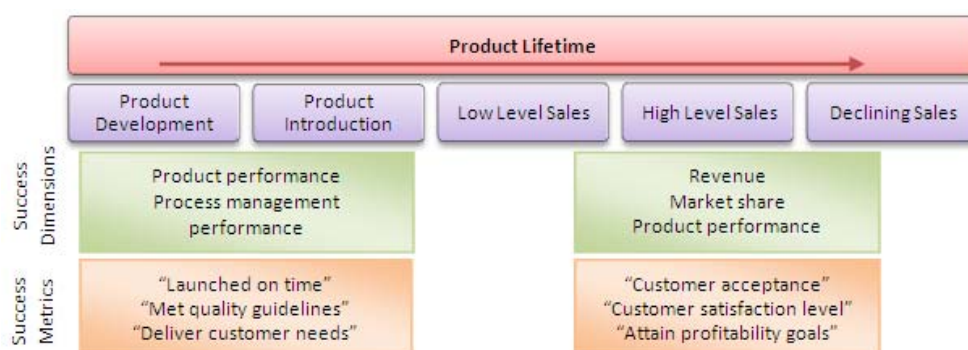 Product Lifetime
Product
Development
Product
Introduction
Low Level Sales
High Level Sales
Declining Sales
Success
Dimensions
Product performance
Process management
performance
Revenue
Market share
Product performance
Success
Metrics
“Launched on time”
“Met quality guidelines”
“Deliver customer needs”
“Customer acceptance”
“Customer satisfaction level”
“Attain profitability goals”